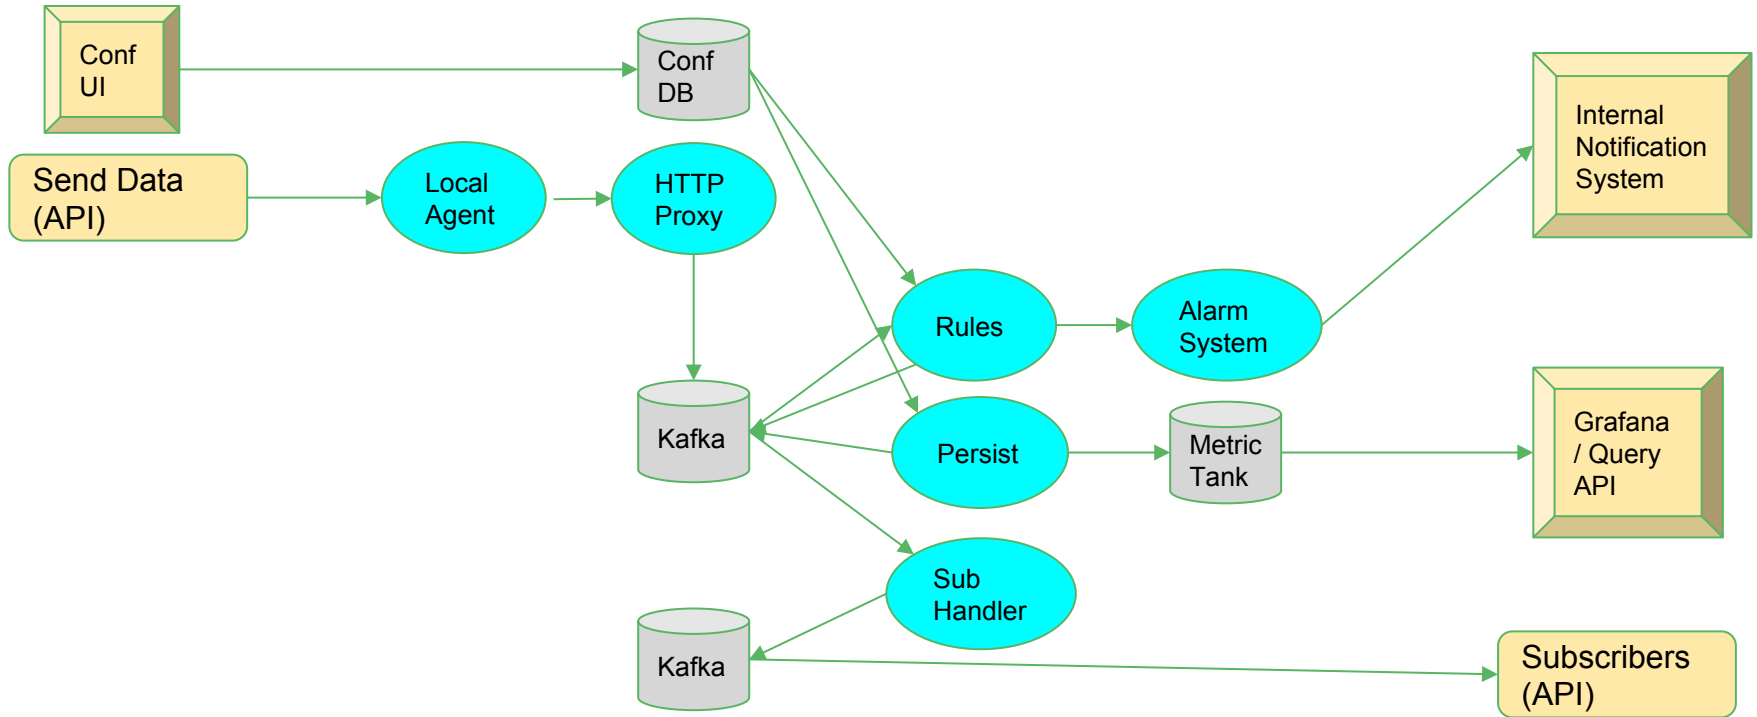 Conf
UI
Conf
DB
Internal
Notification
System
Send Data
(API)
Local
Agent
HTTP
Proxy
Rules
Alarm
System
Kafka
Persist
Metric
Tank
Grafana
/ Query
API
Sub
Handler
Kafka
Subscribers
(API)